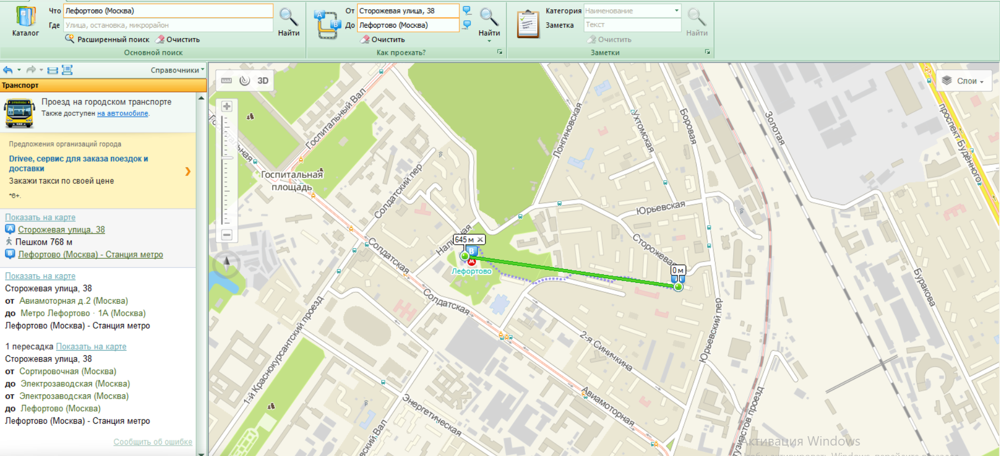 Что
Лефортово (Москва)
Где
Улица, остановка, микрорайон
Каталог
Расширенный поиск
Очистить
Найти
Основной поиск
От
Сторожевая улица, 38
До
Лефортово (Москва)
Очистить
Найти
Как проехать?
Категория
Наименование
Заметка
Текст
Очистить
Найти
Заметки
Справочники
Транспорт
Проезд на городском транспорте
Также доступен на автомобиле.
Предложения организаций города
Drivee, сервис для заказа поездок и
доставки
Закажи такси по своей цене
*6+.
Показать на карте
A Сторожевая улица, 38
Пешком 768 м
B Лефортово (Москва) - Станция метро
Показать на карте
Сторожевая улица, 38
от Авиамоторная д.2 (Москва)
до Метро Лефортово · 1А (Москва)
Лефортово (Москва) - Станция метро
1 пересадка Показать на карте
Сторожевая улица, 38
от Сортировочная (Москва)
до Электрозаводская (Москва)
от Электрозаводская (Москва)
до Лефортово (Москва)
Лефортово (Москва) - Станция метро
Сообщить об ошибке
3D
Слои
Госпитальный Вал
Госпитальная
площадь
Солдатский пер
Лонгиновская
Ухтомская
Боровая
Золотая
проспект Будённого
Юрьевская
Сторожевая
Наличная
645 м
B
Лефортово
0 м
Солдатская
Солдатская
1-й Краснокурсантский проезд
2-я Синичкина
Юрьевский пер
Буракова
Авиамоторная
Энергетическая
ский Вал
тузиастов проезд
Активация Windows